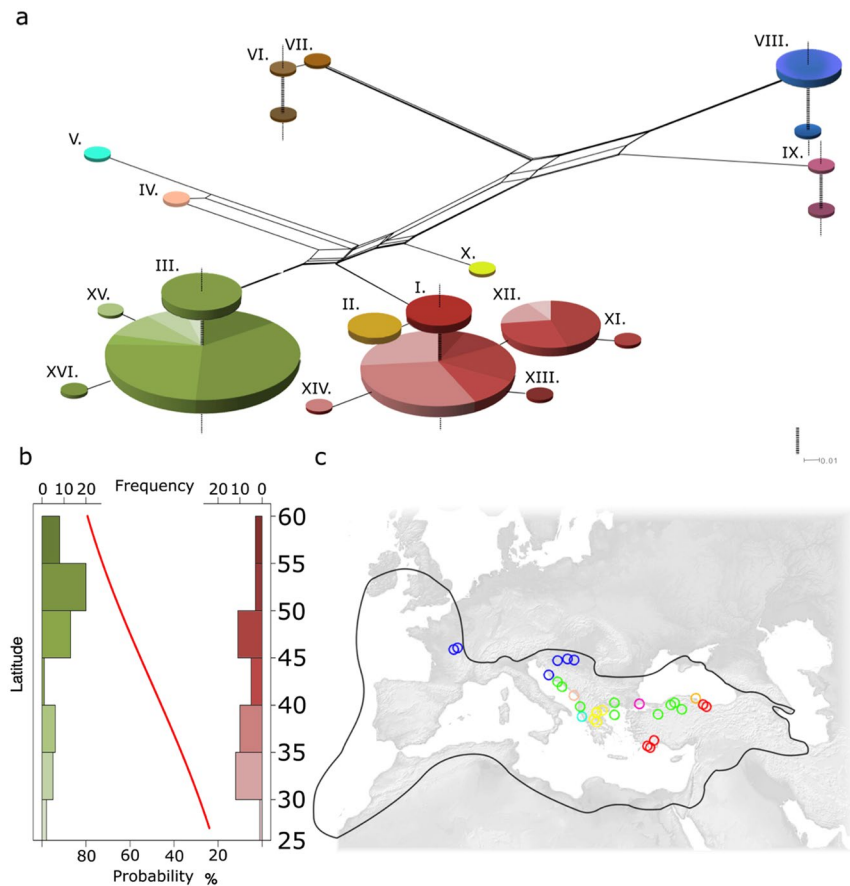 a
VI. VII. VIII.
V.
IX.
IV.
X.
III.
I.
XII.
II.
XV.
XI.
XVI.
XIV.
XIII.
0.01
b
c
0 10 20 Frequency 20 10 0
60
55
50
45
40
35
30
25
Latitude
80 60 40 20
Probability %